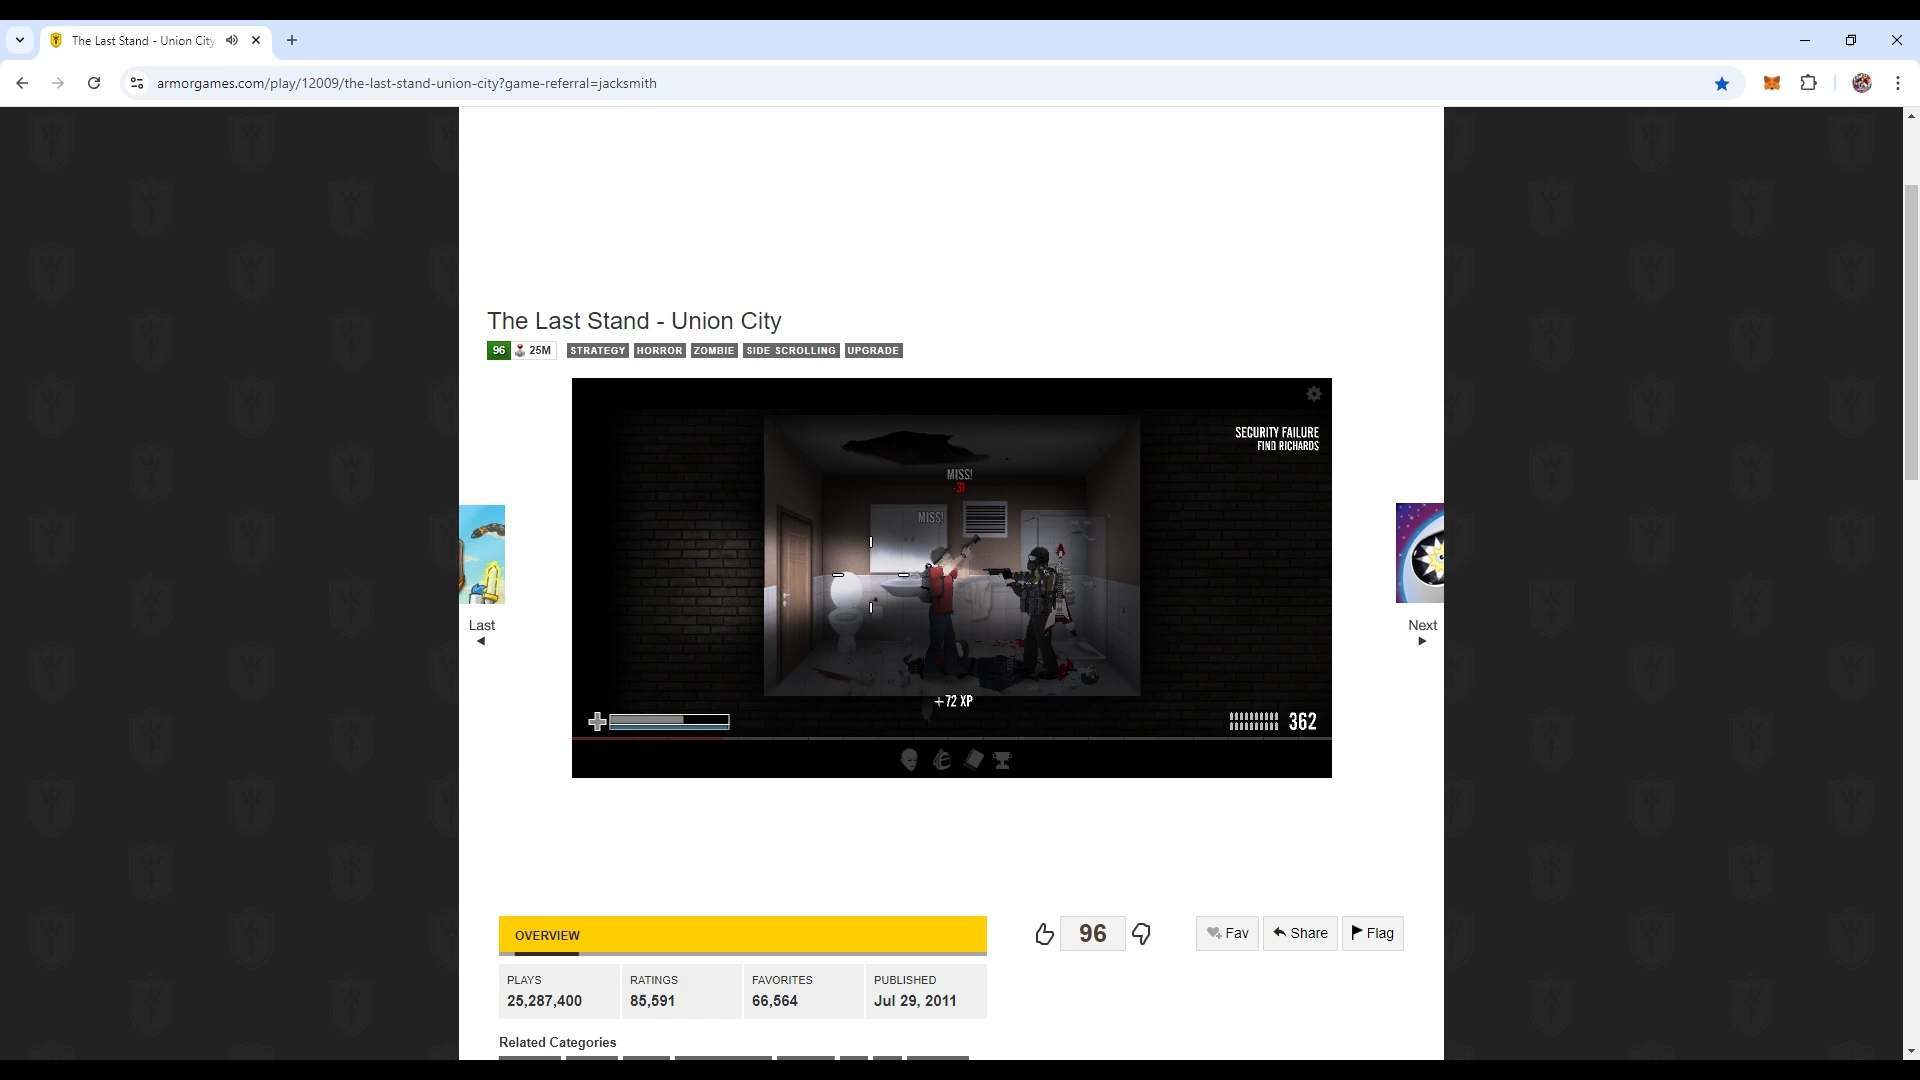 The Last Stand - Union City
armorgames.com/play/12009/the-last-stand-union-city?game-referral=jacksmith
The Last Stand - Union City
96 25M STRATEGY HORROR ZOMBIE SIDE SCROLLING UPGRADE
SECURITY FAILURE
FIND RICHARDS
MISS!
-31
MISS!
Last
Next
+72 XP
362
OVERVIEW
96
Fav
Share
Flag
PLAYS RATINGS FAVORITES PUBLISHED
25,287,400 85,591 66,564 Jul 29, 2011
Related Categories